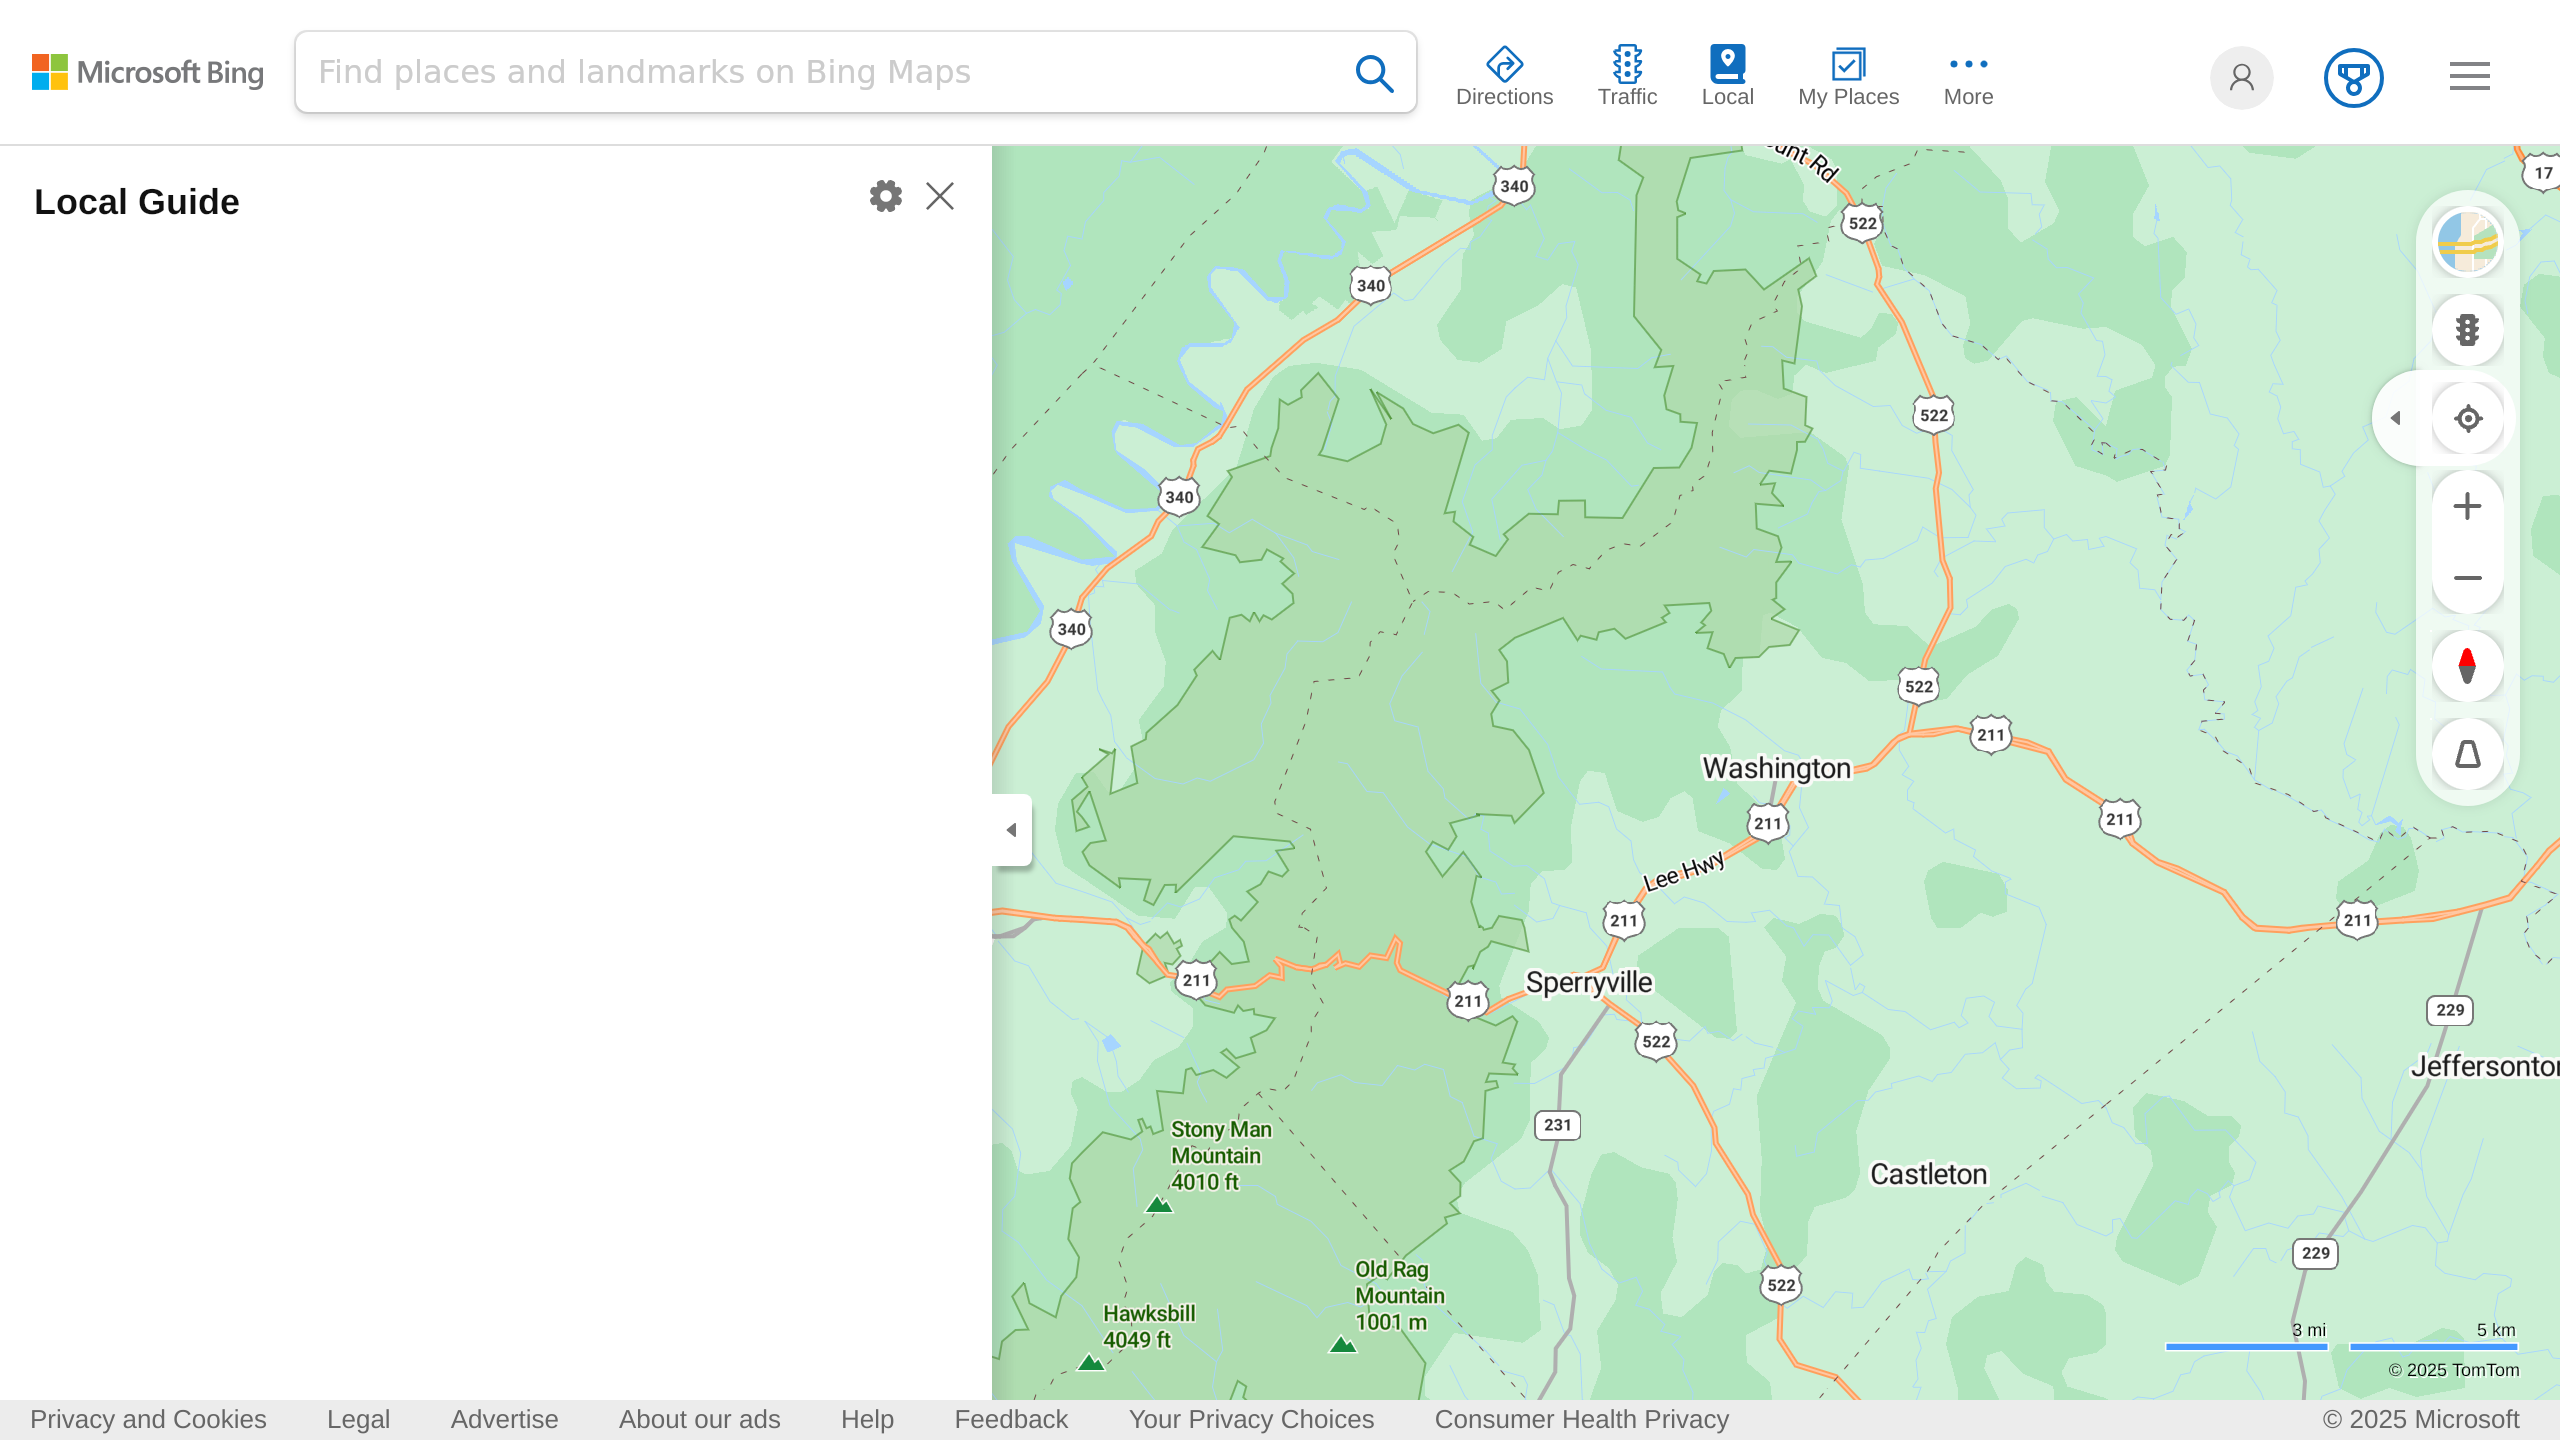 Microsoft Bing
Find places and landmarks on Bing Maps
Directions
Traffic
Local
My Places
More
Local Guide
340
522
17
340
522
340
340
522
211
Washington
211
211
Lee Hwy
211
211
211
Sperryville
211
522
229
Jeffersonton
231
Stony Man
Mountain
4010 ft
Castleton
229
Old Rag
Mountain
1001 m
522
Hawksbill
4049 ft
3 mi
5 km
© 2025 TomTom
Privacy and Cookies
Legal
Advertise
About our ads
Help
Feedback
Your Privacy Choices
Consumer Health Privacy
© 2025 Microsoft